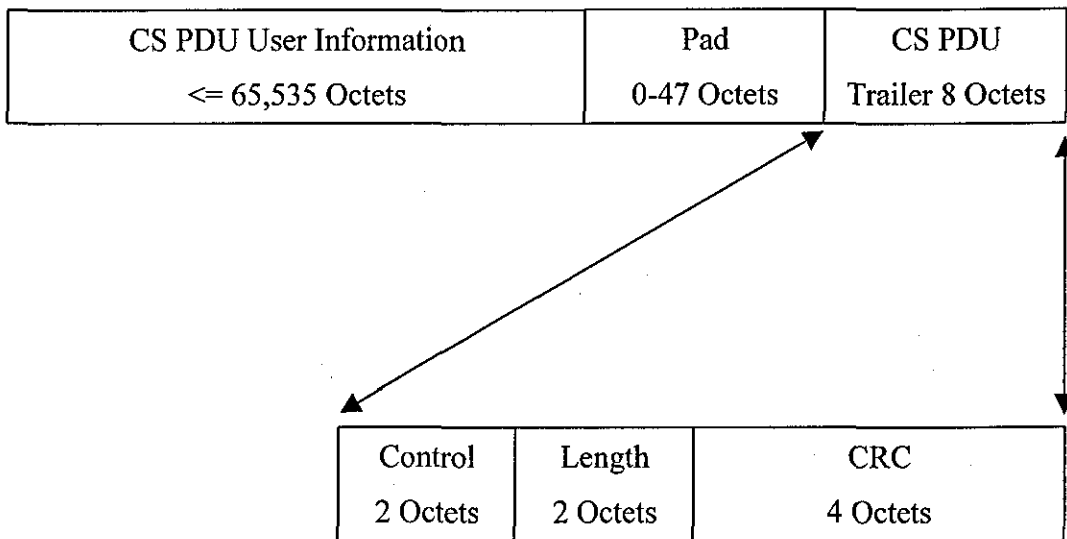 CS PDU User Information
<= 65,535 Octets
Pad
0-47 Octets
CS PDU
Trailer 8 Octets
Control
2 Octets
Length
2 Octets
CRC
4 Octets